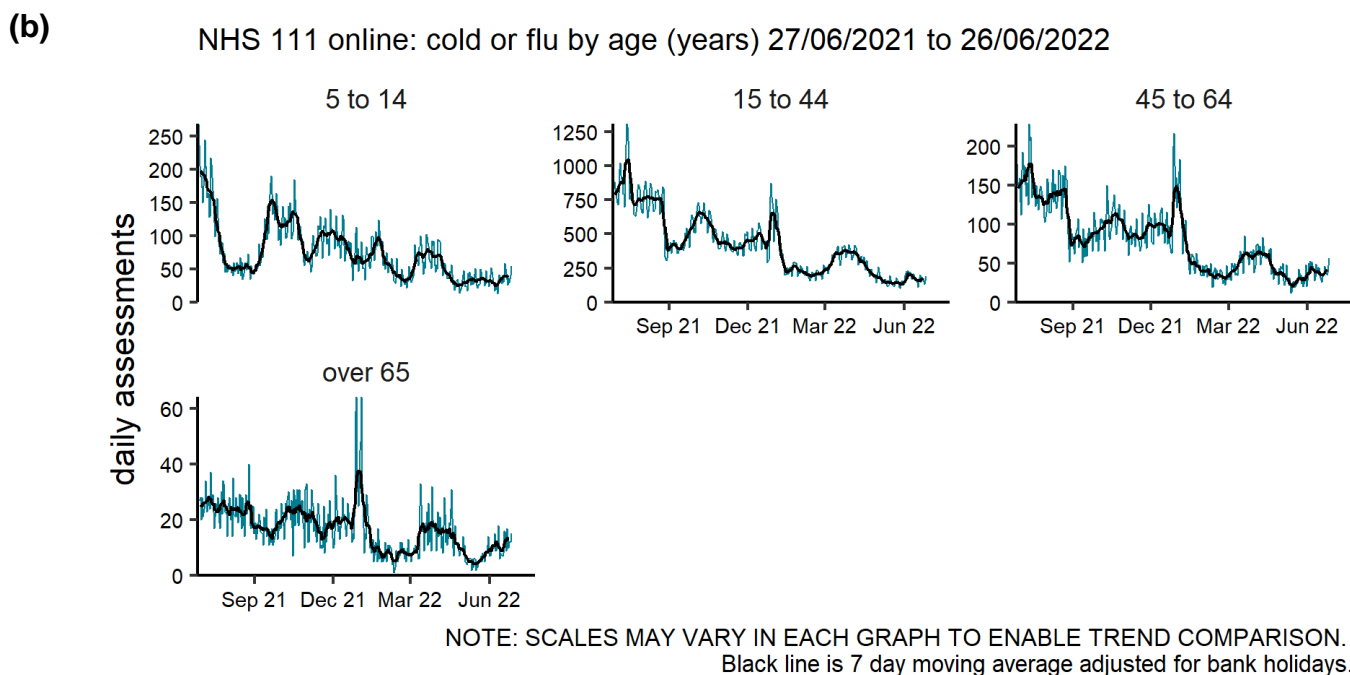 (b)
NHS 111 online: cold or flu by age (years) 27/06/2021 to 26/06/2022
daily assessments
5 to 14
250
200
150
100
50
0
15 to 44
1250
1000
750
500
250
0
Sep 21 Dec 21 Mar 22 Jun 22
45 to 64
200
150
100
50
0
Sep 21 Dec 21 Mar 22 Jun 22
over 65
60
40
20
0
Sep 21 Dec 21 Mar 22 Jun 22
NOTE: SCALES MAY VARY IN EACH GRAPH TO ENABLE TREND COMPARISON.
Black line is 7 day moving average adjusted for bank holidays.